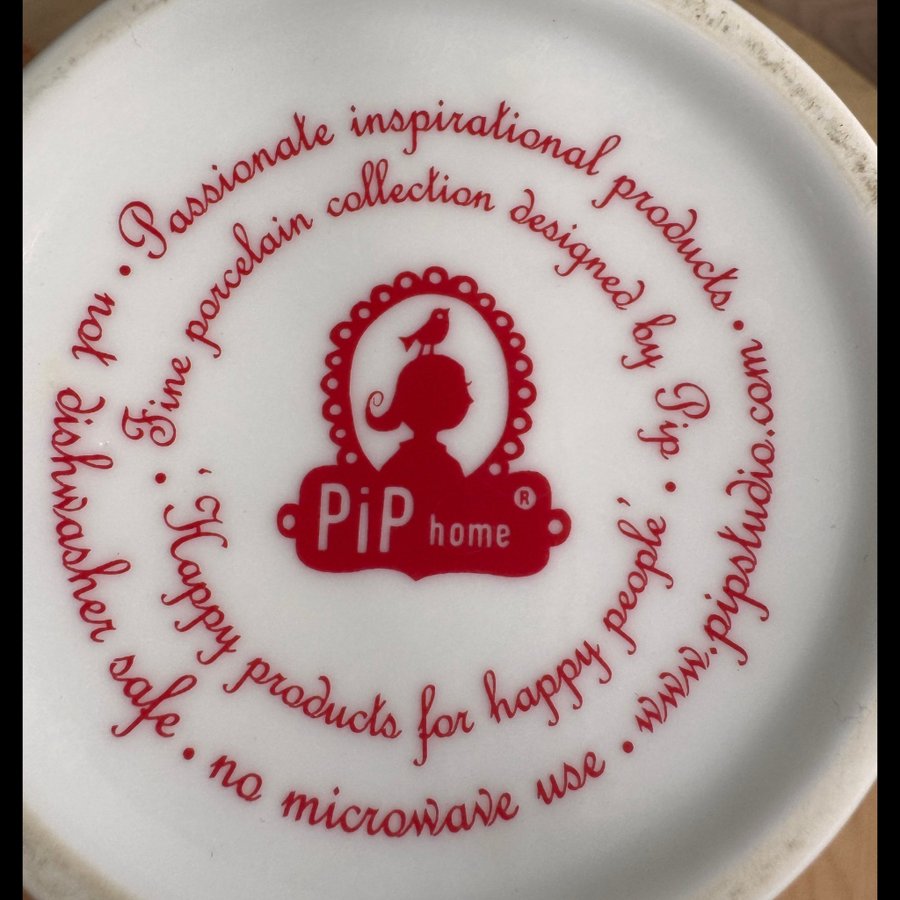 • Passionate inspirational products •
not dishwasher safe • no microwave use • www.pipstudio.com
• Fine porcelain collection designed by Pip •
'Happy products for happy people'
PiP home ®